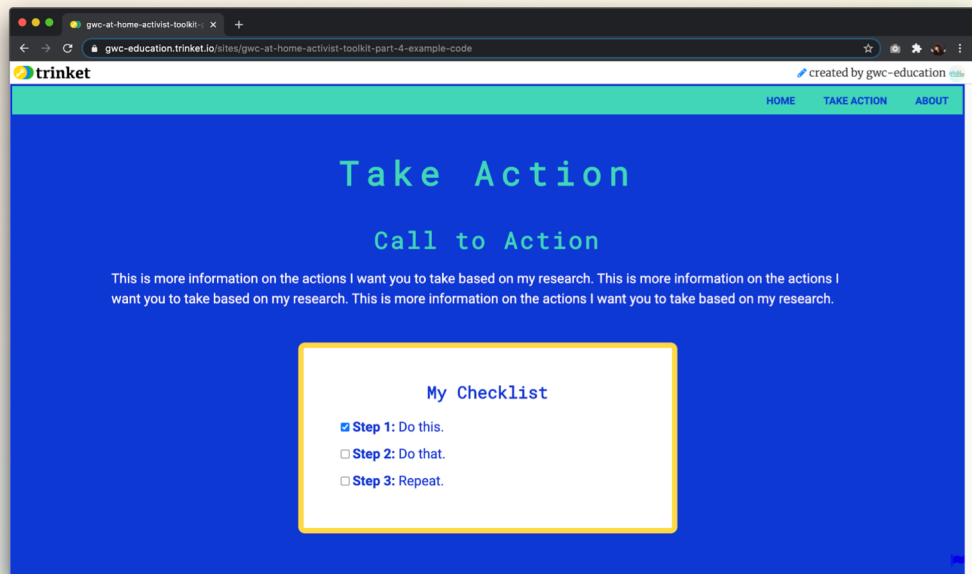 gwc-at-home-activist-toolkit-
gwc-education.trinket.io/sites/gwc-at-home-activist-toolkit-part-4-example-code
trinket
created by gwc-education
HOME TAKE ACTION ABOUT
Take Action
Call to Action
This is more information on the actions I want you to take based on my research. This is more information on the actions I
want you to take based on my research. This is more information on the actions I want you to take based on my research.
My Checklist
Step 1: Do this.
Step 2: Do that.
Step 3: Repeat.